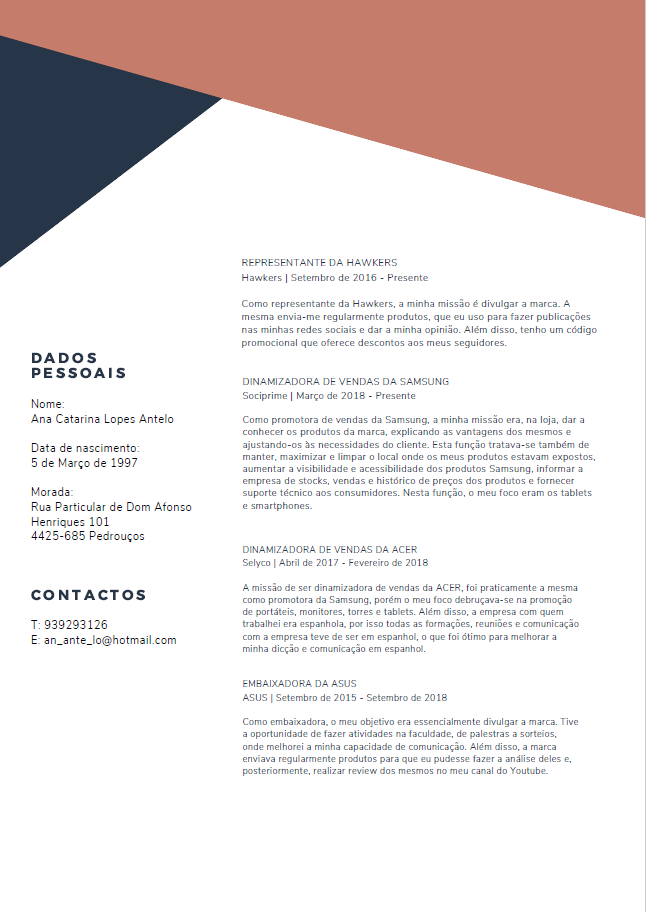 REPRESENTANTE DA HAWKERS
Hawkers | Setembro de 2016 - Presente
Como representante da Hawkers, a minha missão é divulgar a marca. A
mesma envia-me regularmente produtos, que eu uso para fazer publicações
nas minhas redes sociais e dar a minha opinião. Além disso, tenho um código
promocional que oferece descontos aos meus seguidores.
DINAMIZADORA DE VENDAS DA SAMSUNG
Sociprime | Março de 2018 - Presente
Como promotora de vendas da Samsung, a minha missão era, na loja, dar a
conhecer os produtos da marca, explicando as vantagens dos mesmos e
ajustando-os às necessidades do cliente. Esta função tratava-se também de
manter, maximizar e limpar o local onde os meus produtos estavam expostos,
aumentar a visibilidade e acessibilidade dos produtos Samsung, informar a
empresa de stocks, vendas e histórico de preços dos produtos e fornecer
suporte técnico aos consumidores. Nesta função, o meu foco eram os tablets
e smartphones.
DINAMIZADORA DE VENDAS DA ACER
Selyco | Abril de 2017 - Fevereiro de 2018
A missão de ser dinamizadora de vendas da ACER, foi praticamente a mesma
como promotora da Samsung, porém o meu foco debruçava-se na promoção
de portáteis, monitores, torres e tablets. Além disso, a empresa com quem
trabalhei era espanhola, por isso todas as formações, reuniões e comunicação
com a empresa teve de ser em espanhol, o que foi ótimo para melhorar a
minha dicção e comunicação em espanhol.
EMBAIXADORA DA ASUS
ASUS | Setembro de 2015 - Setembro de 2018
Como embaixadora, o meu objetivo era essencialmente divulgar a marca. Tive
a oportunidade de fazer atividades na faculdade, de palestras a sorteios,
onde melhorei a minha capacidade de comunicação. Além disso, a marca
enviava regularmente produtos para que eu pudesse fazer a análise deles e,
posteriormente, realizar review dos mesmos no meu canal do Youtube.
DADOS
PESSOAIS
Nome:
Ana Catarina Lopes Antelo
Data de nascimento:
5 de Março de 1997
Morada:
Rua Particular de Dom Afonso
Henriques 101
4425-685 Pedrouços
CONTACTOS
T: 939293126
E: an_ante_lo@hotmail.com